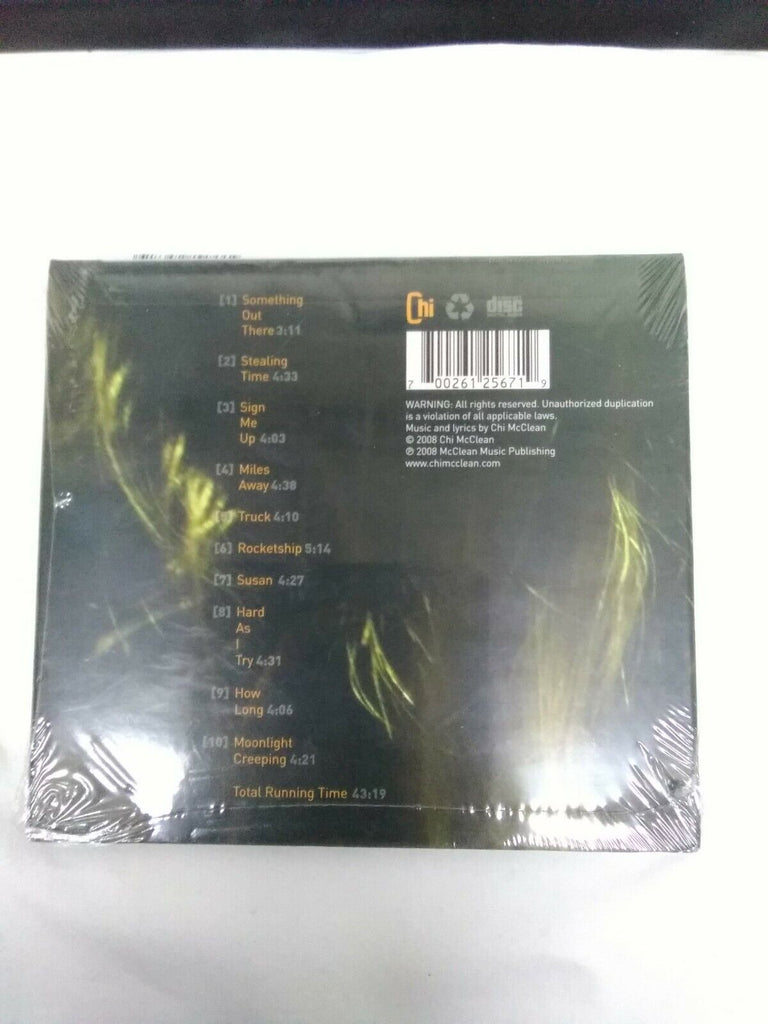 [1] Something
Out
There 3:11
[2] Stealing
Time 4:33
[3] Sign
Me
Up 4:03
[4] Miles
Away 4:38
[5] Truck 4:10
[6] Rocketship 5:14
[7] Susan 4:27
[8] Hard
As
I
Try 4:31
[9] How
Long 4:06
[10] Moonlight
Creeping 4:21
Total Running Time 43:19
Chi
disc
7 00261 25671 9
WARNING: All rights reserved. Unauthorized duplication
is a violation of all applicable laws.
Music and lyrics by Chi McClean
© 2008 Chi McClean
℗ 2008 McClean Music Publishing
www.chimcclean.com